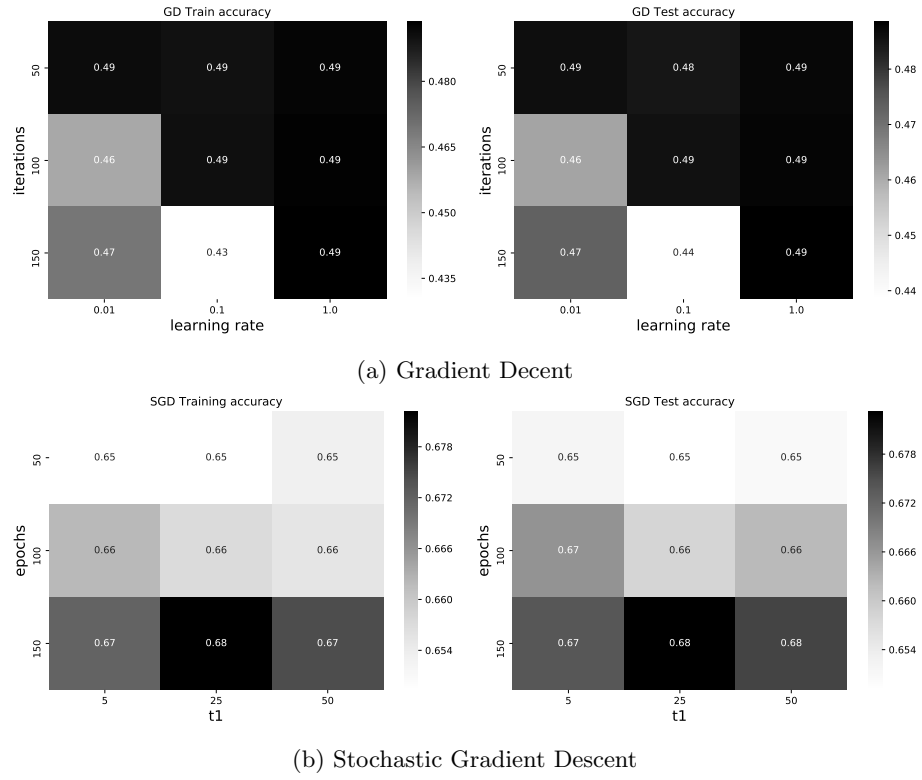 GD Train accuracy
GD Test accuracy
iterations
50
100
150
0.49 0.49 0.49
0.46 0.49 0.49
0.47 0.43 0.49
0.01 0.1 1.0
learning rate
0.480
0.465
0.450
0.435
iterations
50
100
150
0.49 0.48 0.49
0.46 0.49 0.49
0.47 0.44 0.49
0.01 0.1 1.0
learning rate
0.48
0.47
0.46
0.45
0.44
(a) Gradient Decent
SGD Training accuracy
SGD Test accuracy
epochs
50
100
150
0.65 0.65 0.65
0.66 0.66 0.66
0.67 0.68 0.67
5 25 50
t1
0.678
0.672
0.666
0.660
0.654
epochs
50
100
150
0.65 0.65 0.65
0.67 0.66 0.66
0.67 0.68 0.68
5 25 50
t1
0.678
0.672
0.666
0.660
0.654
(b) Stochastic Gradient Descent